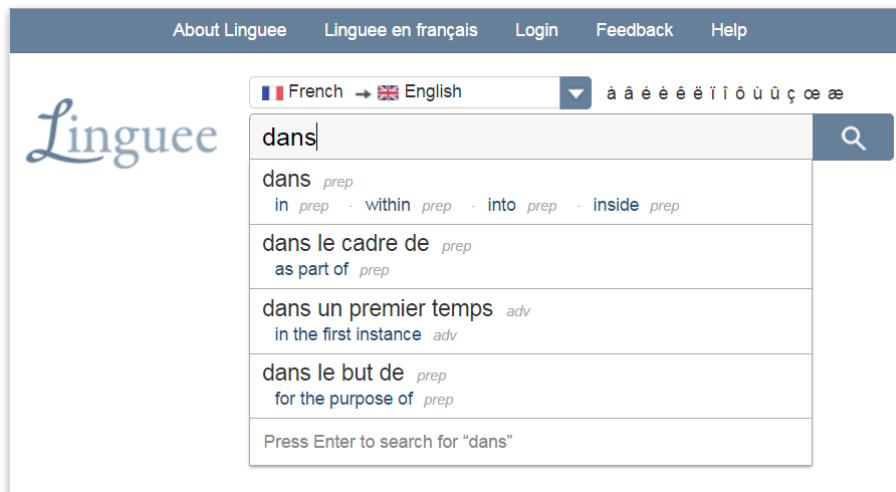 About Linguee Linguee en français Login Feedback Help
French → English à â é è ê ë ï î ô ù û ç œ æ
Linguee
dans
dans prep
in prep · within prep · into prep · inside prep
dans le cadre de prep
as part of prep
dans un premier temps adv
in the first instance adv
dans le but de prep
for the purpose of prep
Press Enter to search for “dans”